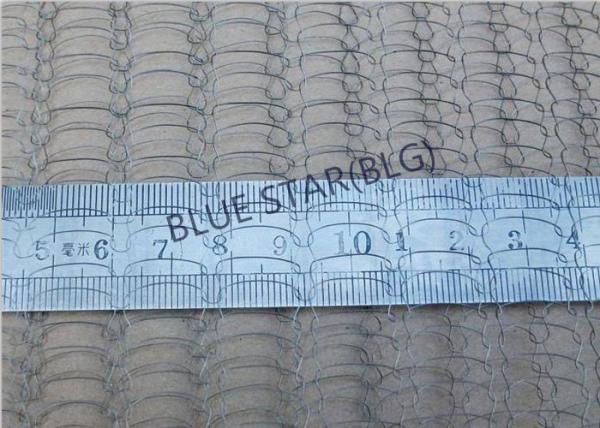 BLUE STAR(BLG)
5 毫米 6 7 8 9 10 1 2 3 4